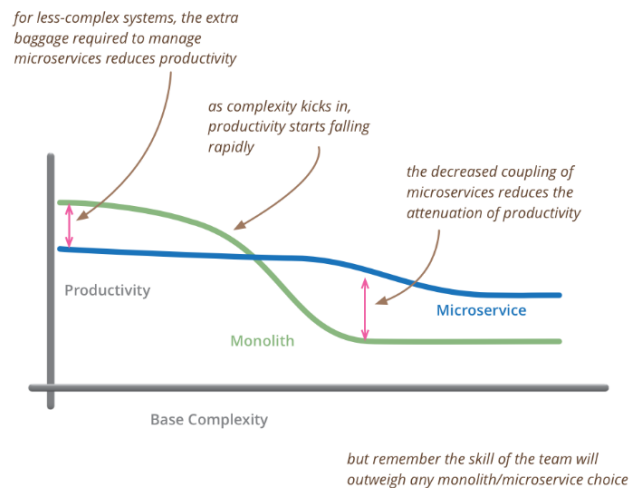 for less-complex systems, the extra
baggage required to manage
microservices reduces productivity
as complexity kicks in,
productivity starts falling
rapidly
the decreased coupling of
microservices reduces the
attenuation of productivity
Productivity
Microservice
Monolith
Base Complexity
but remember the skill of the team will
outweigh any monolith/microservice choice